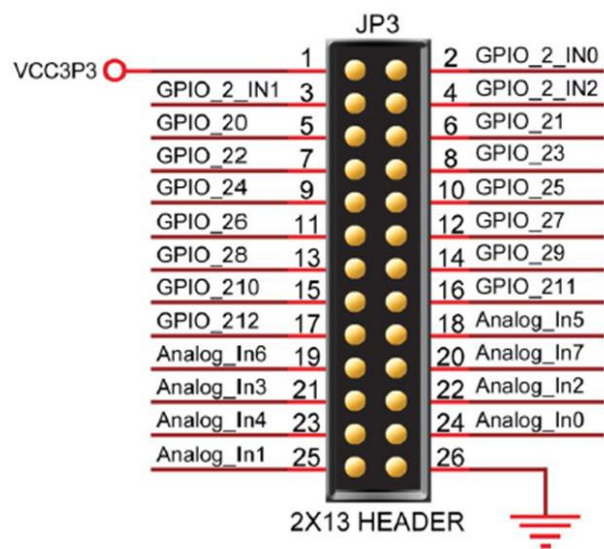 JP3
VCC3P3 1 2 GPIO_2_IN0
GPIO_2_IN1 3 4 GPIO_2_IN2
GPIO_20 5 6 GPIO_21
GPIO_22 7 8 GPIO_23
GPIO_24 9 10 GPIO_25
GPIO_26 11 12 GPIO_27
GPIO_28 13 14 GPIO_29
GPIO_210 15 16 GPIO_211
GPIO_212 17 18 Analog_In5
Analog_In6 19 20 Analog_In7
Analog_In3 21 22 Analog_In2
Analog_In4 23 24 Analog_In0
Analog_In1 25 26
2X13 HEADER